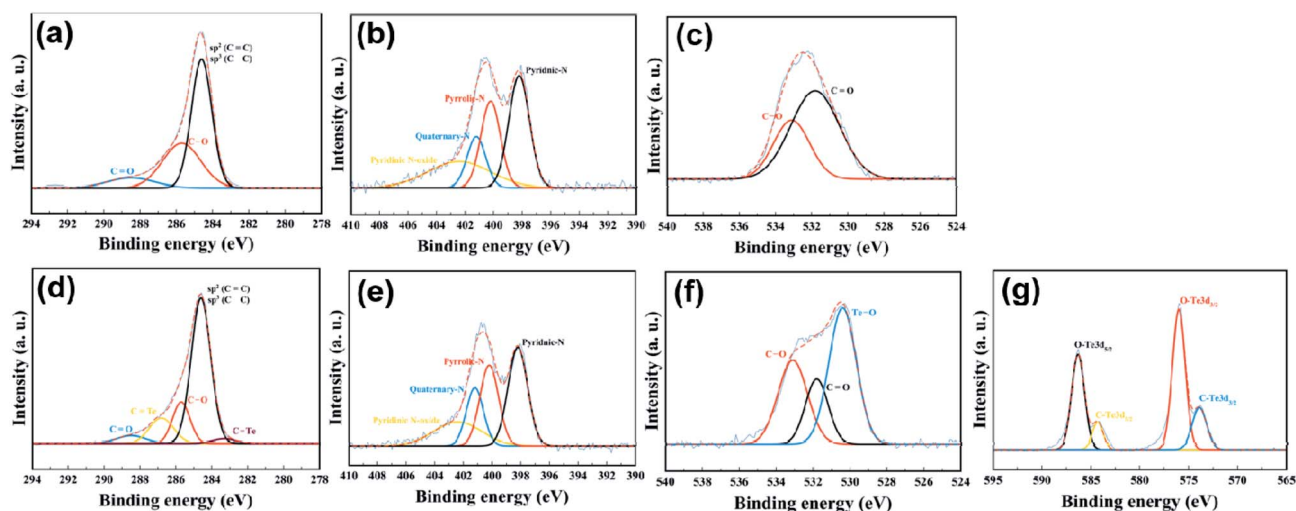 (a)
sp² (C = C)
sp³ (C C)
C-O
C=O
Intensity (a. u.)
294 292 290 288 286 284 282 280 278
Binding energy (eV)
(b)
Pyridnic-N
Pyrrolic-N
Quaternary-N
Pyridinic N-oxide
Intensity (a. u.)
410 408 406 404 402 400 398 396 394 392 390
Binding energy (eV)
(c)
C = O
C-O
Intensity (a. u.)
540 538 536 534 532 530 528 526 524
Binding energy (eV)
(d)
sp² (C = C)
sp³ (C C)
C-O
C = Te
C=O
C-Te
Intensity (a. u.)
294 292 290 288 286 284 282 280 278
Binding energy (eV)
(e)
Pyridnic-N
Pyrrolic-N
Quaternary-N
Pyridinic N-oxide
Intensity (a. u.)
410 408 406 404 402 400 398 396 394 392 390
Binding energy (eV)
(f)
Te-O
C-O
C = O
Intensity (a. u.)
540 538 536 534 532 530 528 526 524
Binding energy (eV)
(g)
O-Te3d5/2
O-Te3d3/2
C-Te3d5/2
Intensity (a. u.)
595 590 585 580 575 570 565
Binding energy (eV)